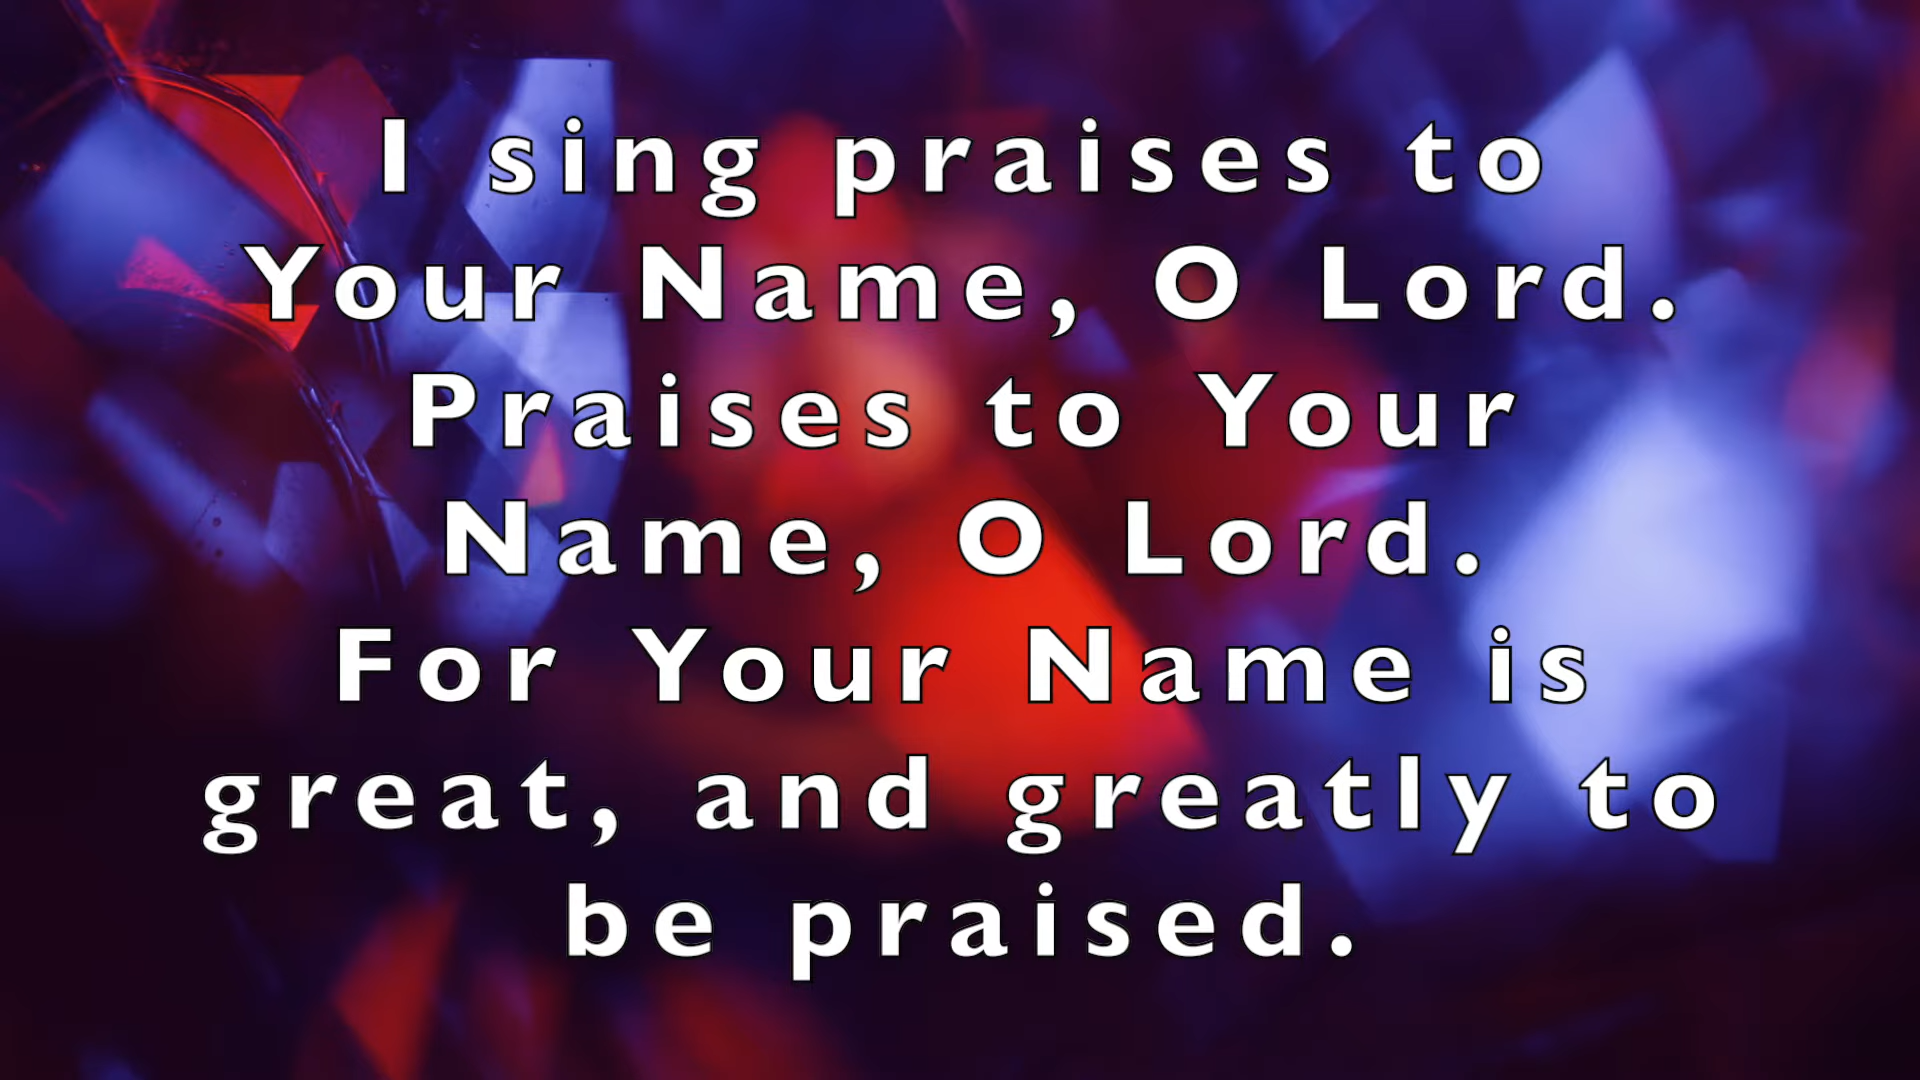 I sing praises to
Your Name, O Lord.
Praises to Your
Name, O Lord.
For Your Name is
great, and greatly to
be praised.